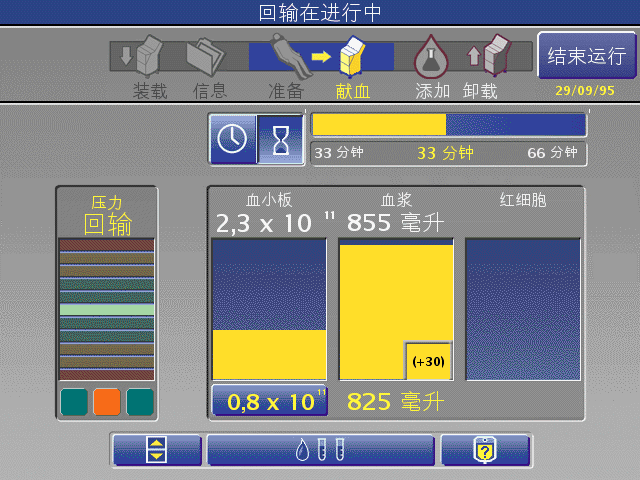 回输在进行中
装载 信息 准备 献血 添加 卸载
结束运行
29/09/95
33 分钟 33 分钟 66 分钟
压力
回输
血小板 血浆 红细胞
2,3 x 10 11 855 毫升
(+30)
0,8 x 10 11 825 毫升
?